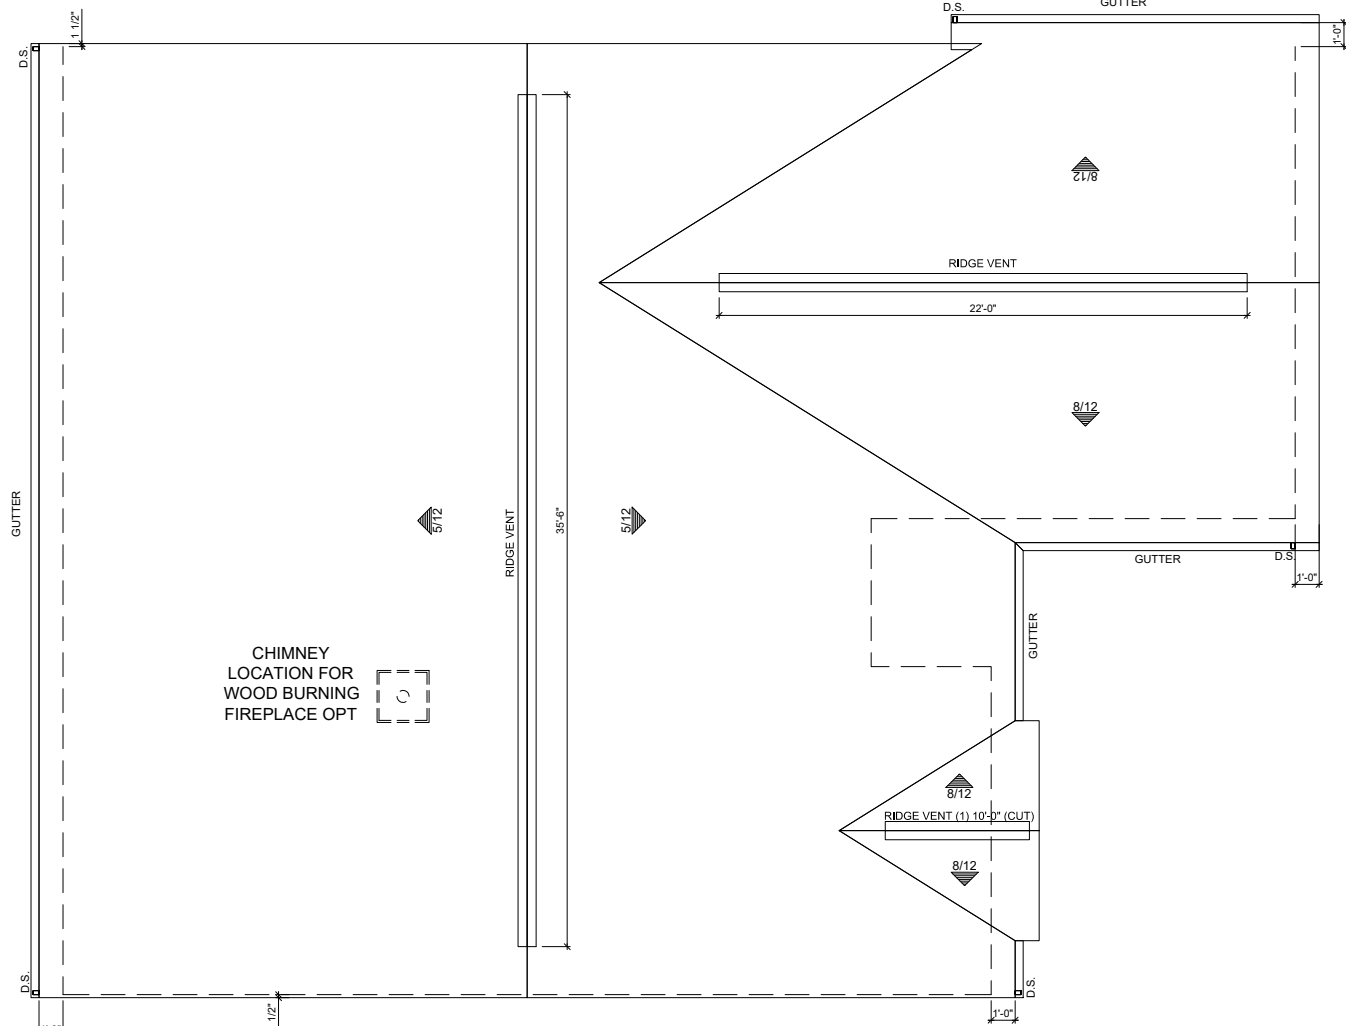 D.S.
GUTTER
1 1/2"
D.S.
1'-0"
8/12
RIDGE VENT
22'-0"
8/12
GUTTER
5/12
RIDGE VENT
35'-6"
5/12
GUTTER
D.S.
1'-0"
GUTTER
CHIMNEY
LOCATION FOR
WOOD BURNING
FIREPLACE OPT
8/12
RIDGE VENT (1) 10'-0" (CUT)
8/12
D.S.
D.S.
1/2"
1'-0"